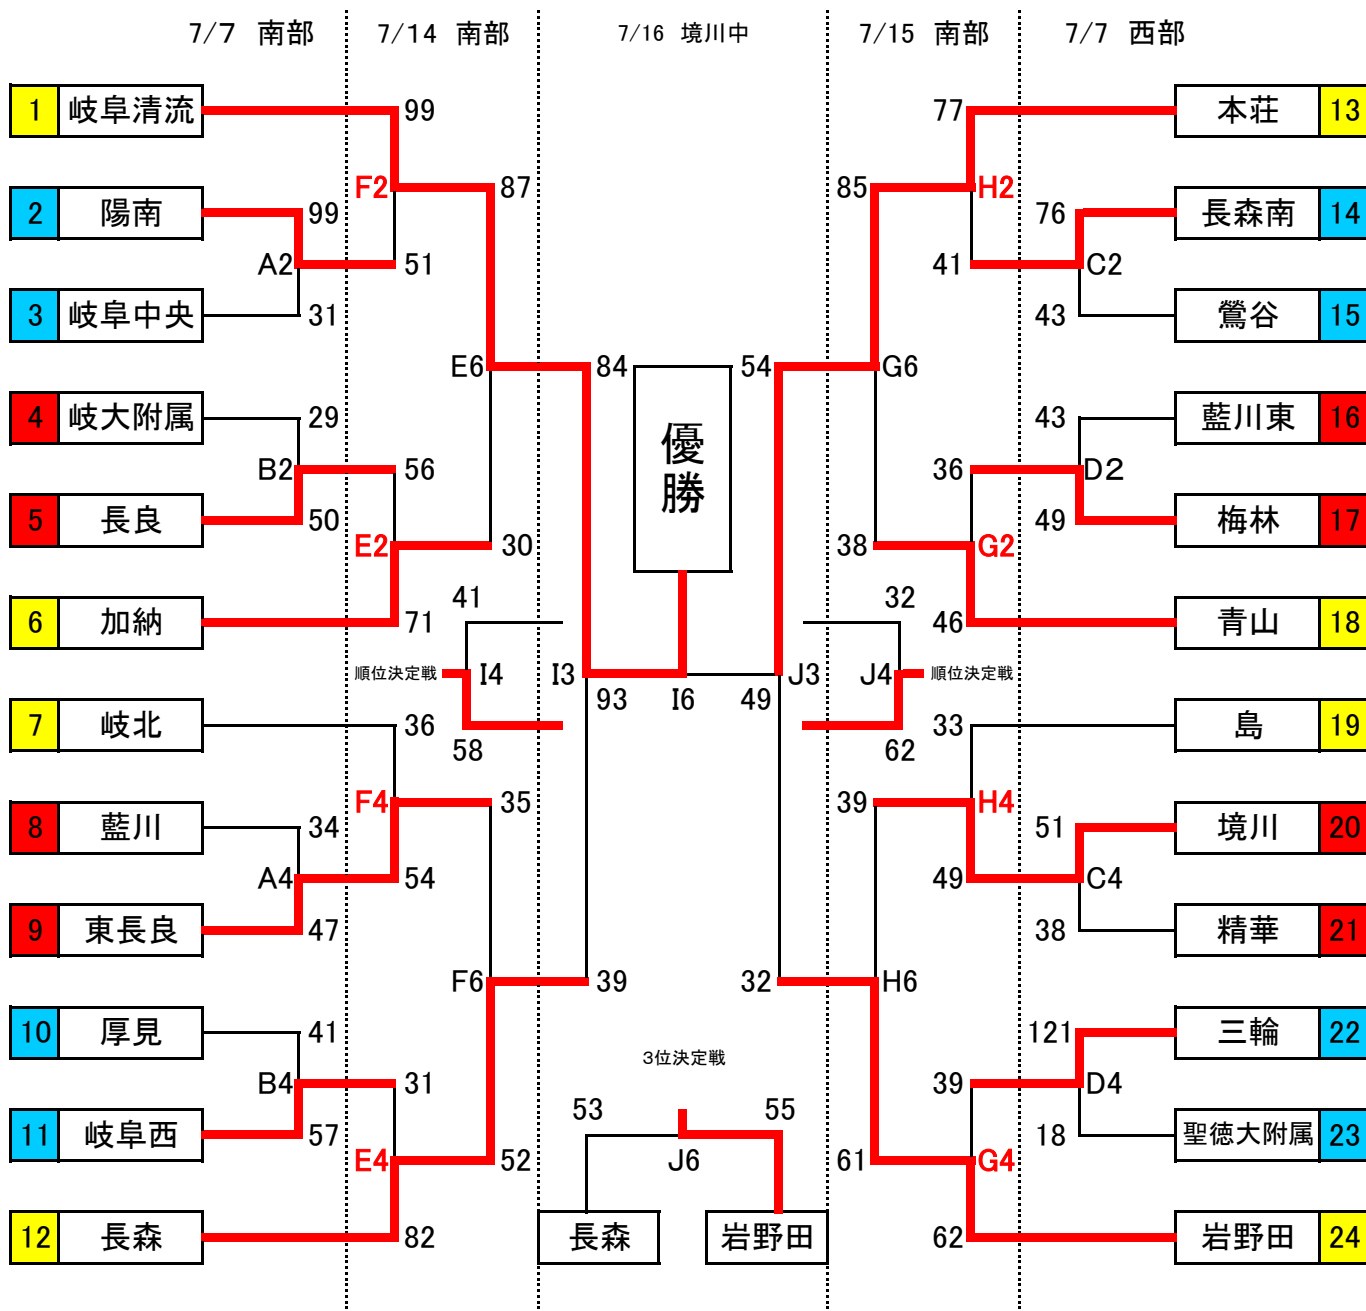 7/7 南部 7/14 南部 7/16 境川中 7/15 南部 7/7 西部
1 岐阜清流 99 77 本荘 13
F2 87 85 H2
2 陽南 99 76 長森南 14
A2 51 41 C2
3 岐阜中央 31 43 鶯谷 15
E6 84 54 G6
4 岐大附属 29 43 藍川東 16
優勝
B2 56 36 D2
5 長良 50 49 梅林 17
E2 30 38 G2
41 32
6 加納 71 46 青山 18
順位決定戦 I4 I3 93 I6 49 J3 J4 順位決定戦
7 岐北 36 33 島 19
58 62
F4 35 39 H4
8 藍川 34 51 境川 20
A4 54 49 C4
9 東長良 47 38 精華 21
F6 39 32 H6
10 厚見 41 121 三輪 22
3位決定戦
B4 31 39 D4
53 55
11 岐阜西 57 18 聖徳大附属 23
E4 52 J6 61 G4
12 長森 82 長森 岩野田 62 岩野田 24